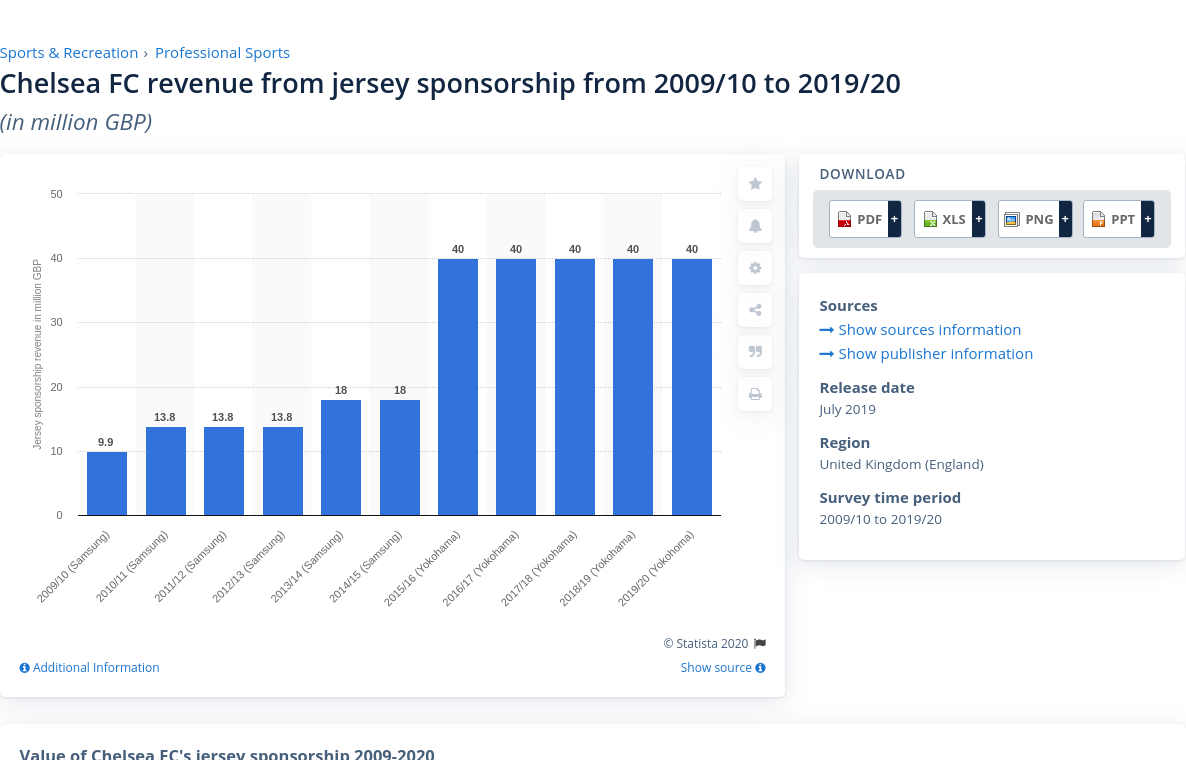 Sports & Recreation › Professional Sports
Chelsea FC revenue from jersey sponsorship from 2009/10 to 2019/20
(in million GBP)
Jersey sponsorship revenue in million GBP
50
40
30
20
10
0
9.9
13.8
13.8
13.8
18
18
40
40
40
40
40
2009/10 (Samsung)
2010/11 (Samsung)
2011/12 (Samsung)
2012/13 (Samsung)
2013/14 (Samsung)
2014/15 (Samsung)
2015/16 (Yokohama)
2016/17 (Yokohama)
2017/18 (Yokohama)
2018/19 (Yokohama)
2019/20 (Yokohoma)
© Statista 2020
Additional Information
Show source
DOWNLOAD
PDF + XLS + PNG + PPT +
Sources
Show sources information
Show publisher information
Release date
July 2019
Region
United Kingdom (England)
Survey time period
2009/10 to 2019/20
Value of Chelsea FC's jersey sponsorship 2009-2020